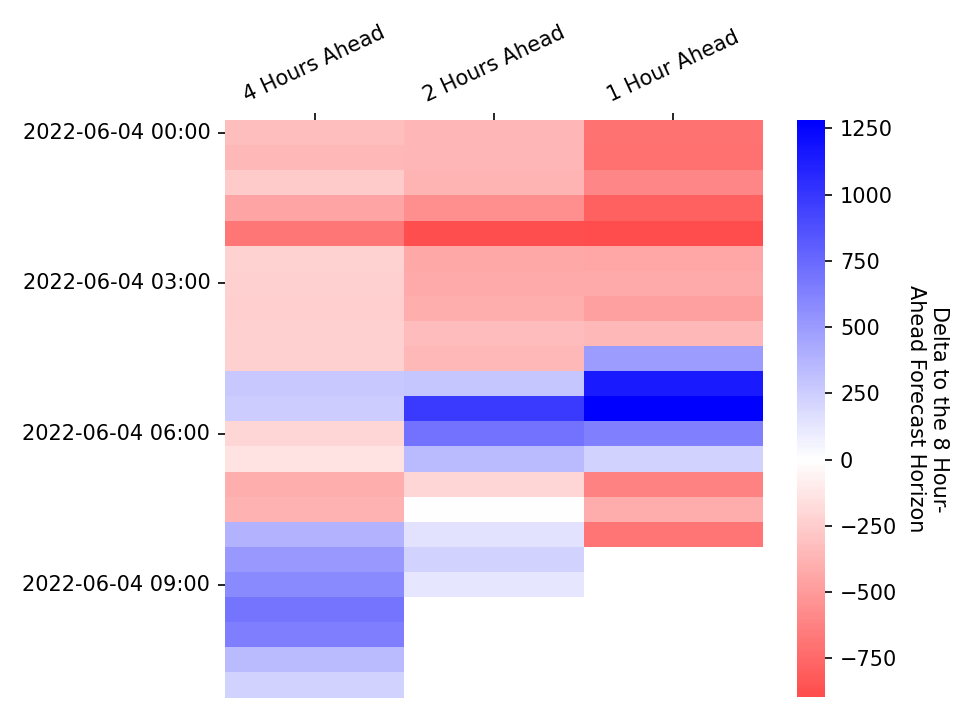 4 Hours Ahead
2 Hours Ahead
1 Hour Ahead
2022-06-04 00:00
2022-06-04 03:00
2022-06-04 06:00
2022-06-04 09:00
1250
1000
750
500
250
0
−250
−500
−750
Delta to the 8 Hour-
Ahead Forecast Horizon